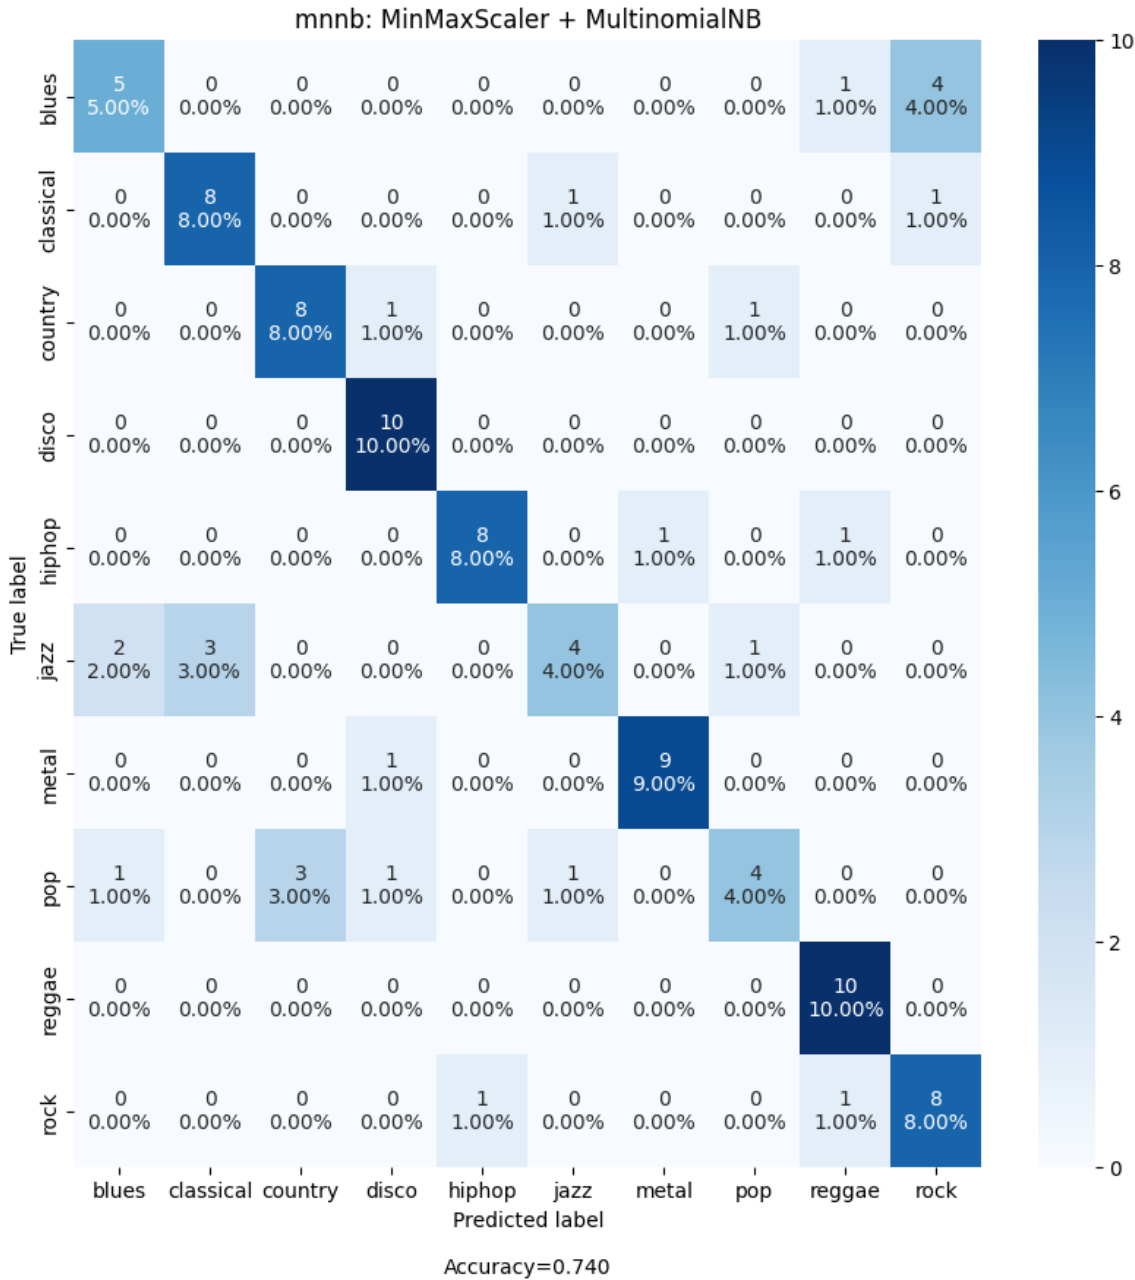 mnnb: MinMaxScaler + MultinomialNB
blues 5 0 0 0 0 0 0 0 1 4
5.00% 0.00% 0.00% 0.00% 0.00% 0.00% 0.00% 0.00% 1.00% 4.00%
classical 0 8 0 0 0 1 0 0 0 1
0.00% 8.00% 0.00% 0.00% 0.00% 1.00% 0.00% 0.00% 0.00% 1.00%
country 0 0 8 1 0 0 0 1 0 0
0.00% 0.00% 8.00% 1.00% 0.00% 0.00% 0.00% 1.00% 0.00% 0.00%
disco 0 0 0 10 0 0 0 0 0 0
0.00% 0.00% 0.00% 10.00% 0.00% 0.00% 0.00% 0.00% 0.00% 0.00%
hiphop 0 0 0 0 8 0 1 0 1 0
0.00% 0.00% 0.00% 0.00% 8.00% 0.00% 1.00% 0.00% 1.00% 0.00%
jazz 2 3 0 0 0 4 0 1 0 0
2.00% 3.00% 0.00% 0.00% 0.00% 4.00% 0.00% 1.00% 0.00% 0.00%
metal 0 0 0 1 0 0 9 0 0 0
0.00% 0.00% 0.00% 1.00% 0.00% 0.00% 9.00% 0.00% 0.00% 0.00%
pop 1 0 3 1 0 1 0 4 0 0
1.00% 0.00% 3.00% 1.00% 0.00% 1.00% 0.00% 4.00% 0.00% 0.00%
reggae 0 0 0 0 0 0 0 0 10 0
0.00% 0.00% 0.00% 0.00% 0.00% 0.00% 0.00% 0.00% 10.00% 0.00%
rock 0 0 0 0 1 0 0 0 1 8
0.00% 0.00% 0.00% 0.00% 1.00% 0.00% 0.00% 0.00% 1.00% 8.00%
True label
blues classical country disco hiphop jazz metal pop reggae rock
Predicted label
Accuracy=0.740
10
8
6
4
2
0